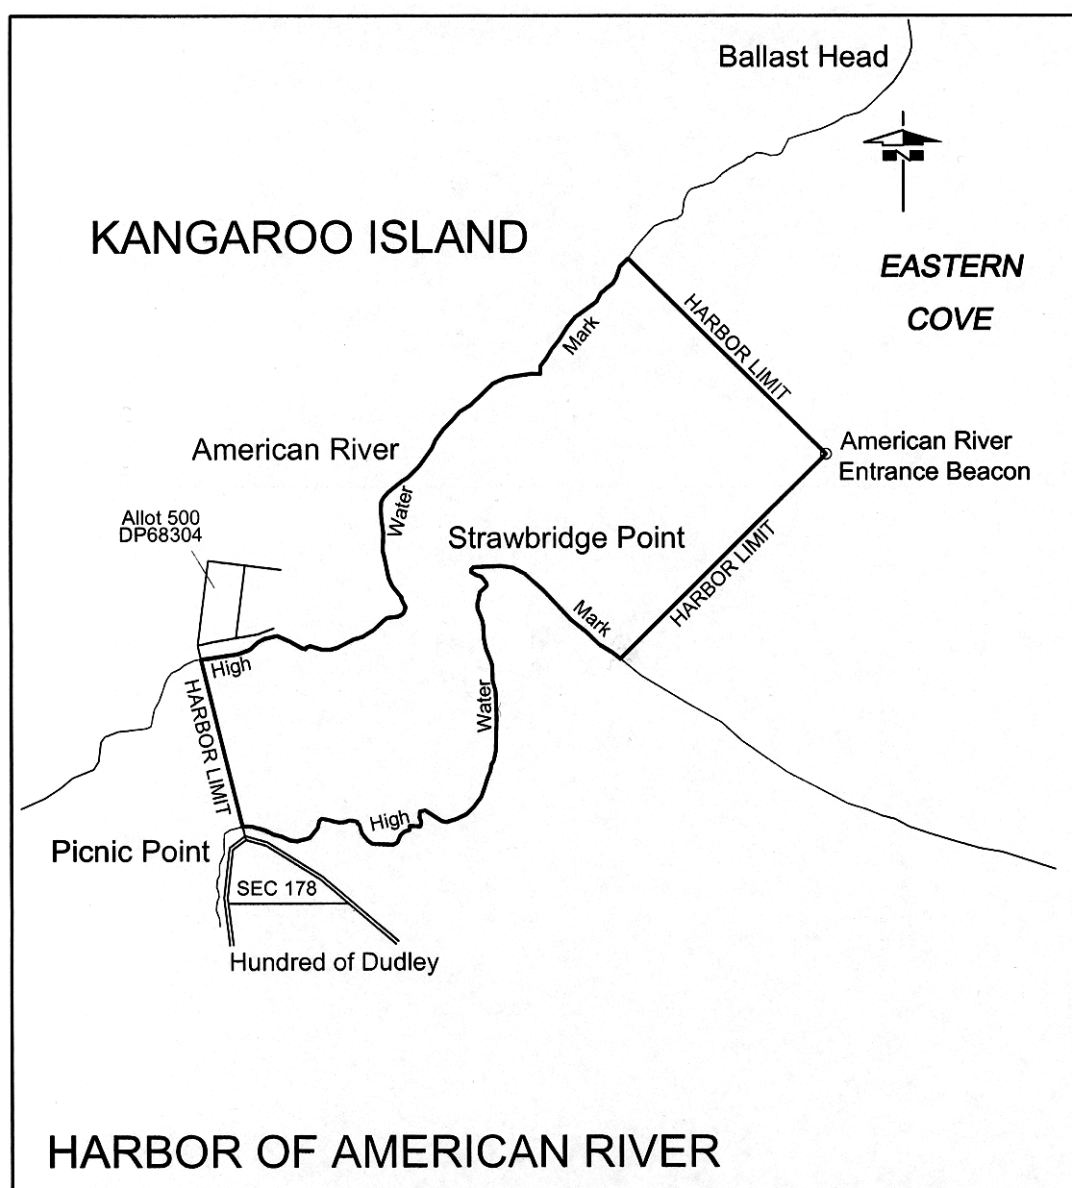 Ballast Head
N
KANGAROO ISLAND
EASTERN
COVE
HARBOR LIMIT
Mark
American River
American River
Entrance Beacon
Water
Allot 500
DP68304
Strawbridge Point
HARBOR LIMIT
Mark
High
Water
HARBOR LIMIT
High
Picnic Point
SEC 178
Hundred of Dudley
HARBOR OF AMERICAN RIVER